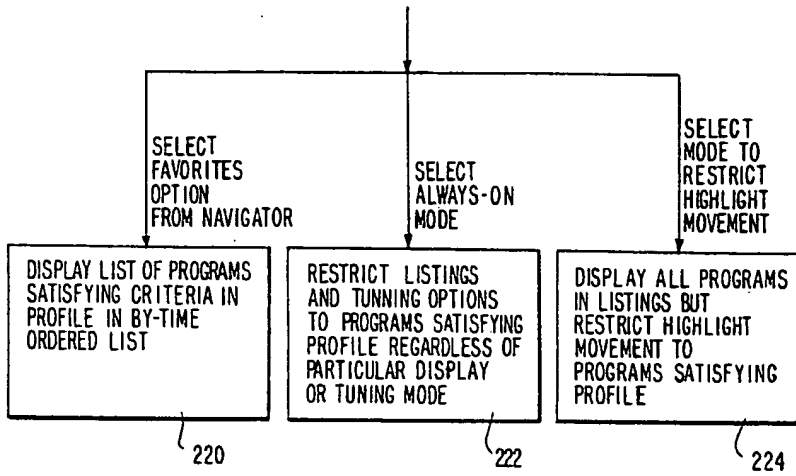 SELECT
FAVORITES
OPTION
FROM NAVIGATOR
SELECT
ALWAYS-ON
MODE
SELECT
MODE TO
RESTRICT
HIGHLIGHT
MOVEMENT
DISPLAY LIST OF PROGRAMS
SATISFYING CRITERIA IN
PROFILE IN BY-TIME
ORDERED LIST
220
RESTRICT LISTINGS
AND TUNNING OPTIONS
TO PROGRAMS SATISFYING
PROFILE REGARDLESS OF
PARTICULAR DISPLAY
OR TUNING MODE
222
DISPLAY ALL PROGRAMS
IN LISTINGS BUT
RESTRICT HIGHLIGHT
MOVEMENT TO
PROGRAMS SATISFYING
PROFILE
224